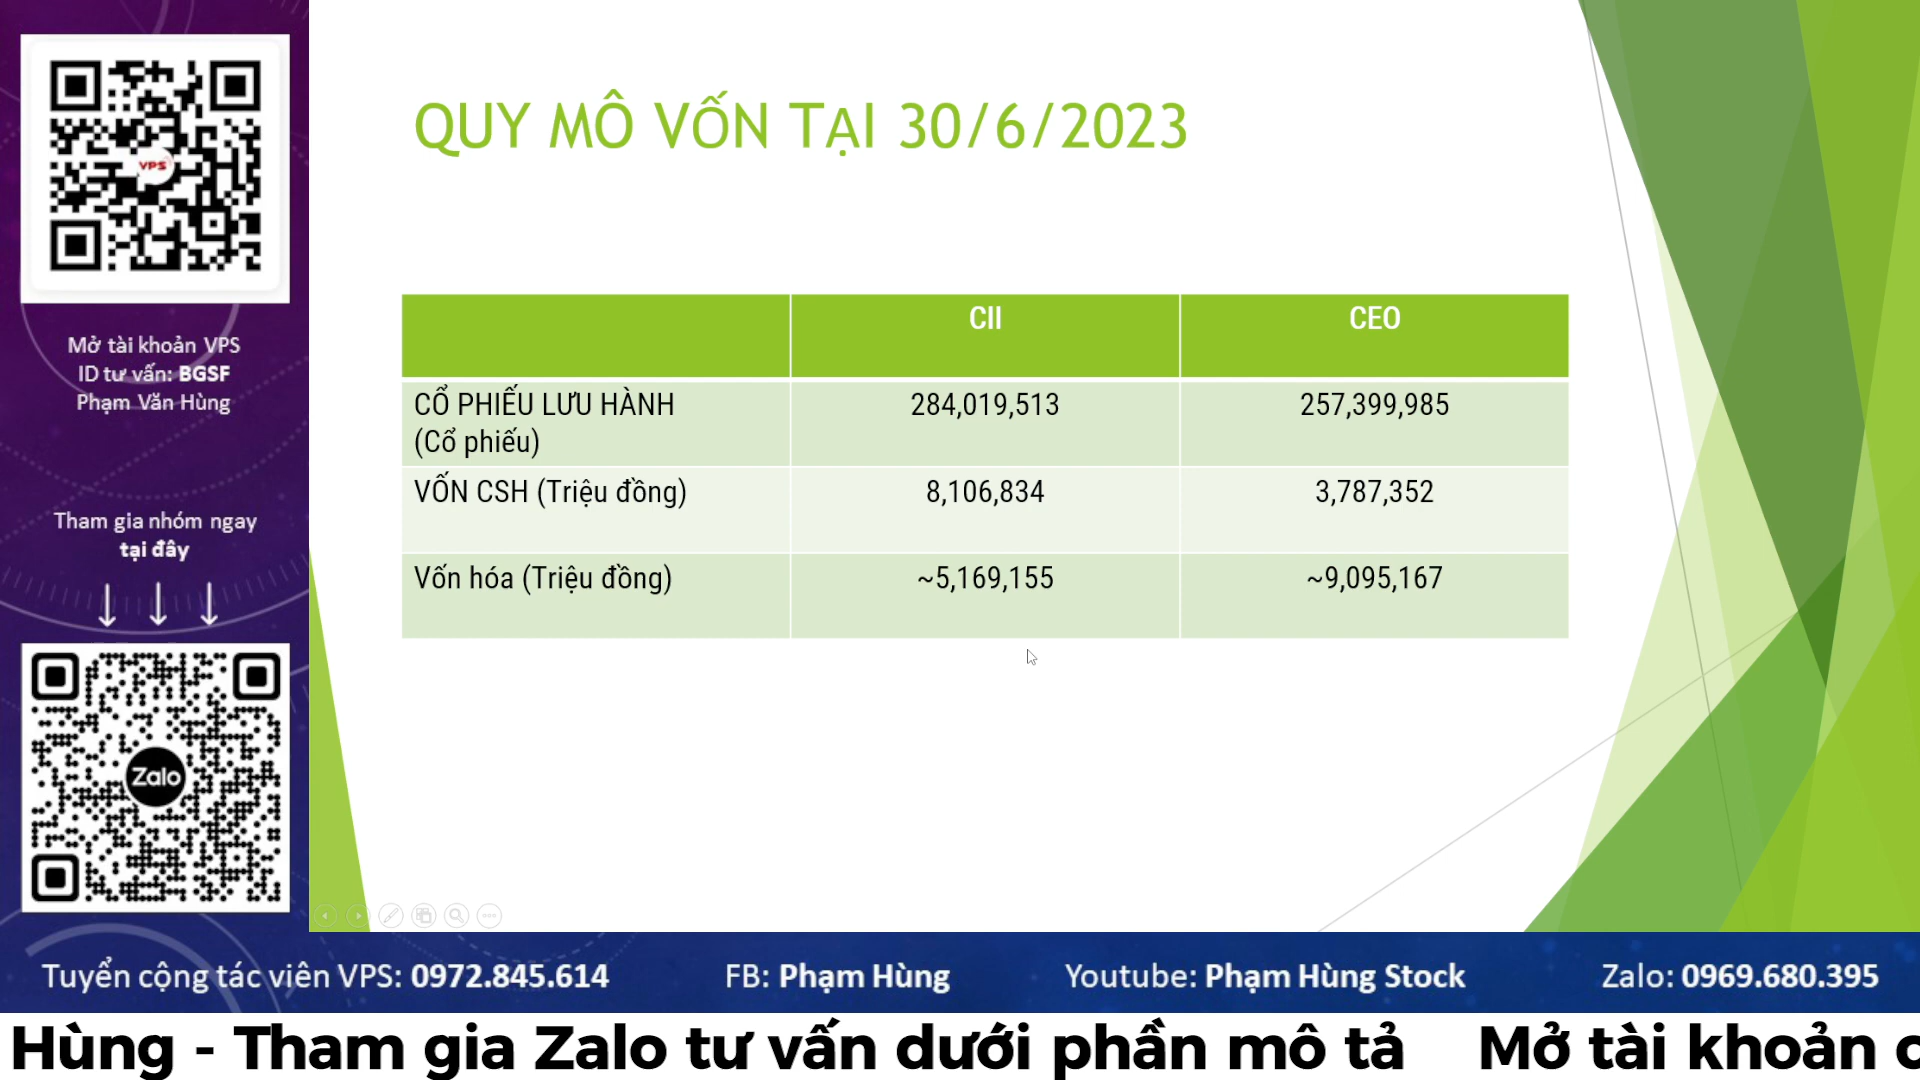 VPS
Mở tài khoản VPS
ID tư vấn: BGSF
Phạm Văn Hùng
Tham gia nhóm ngay
tại đây
Zalo
QUY MÔ VỐN TẠI 30/6/2023
CII CEO
CỔ PHIẾU LƯU HÀNH
(Cổ phiếu) 284,019,513 257,399,985
VỐN CSH (Triệu đồng) 8,106,834 3,787,352
Vốn hóa (Triệu đồng) ~5,169,155 ~9,095,167
Tuyển cộng tác viên VPS: 0972.845.614 FB: Phạm Hùng Youtube: Phạm Hùng Stock Zalo: 0969.680.395
Hùng - Tham gia Zalo tư vấn dưới phần mô tả Mở tài khoản